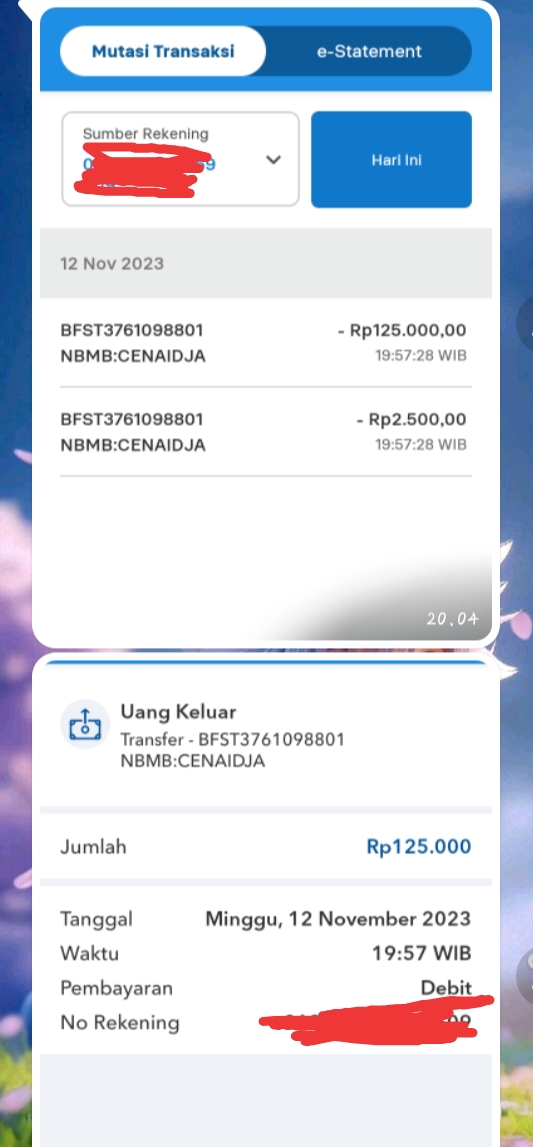 Mutasi Transaksi
e-Statement
Sumber Rekening
Hari Ini
12 Nov 2023
BFST3761098801 - Rp125.000,00
NBMB:CENAIDJA 19:57:28 WIB
BFST3761098801 - Rp2.500,00
NBMB:CENAIDJA 19:57:28 WIB
20.04
Uang Keluar
Transfer - BFST3761098801
NBMB:CENAIDJA
Jumlah Rp125.000
Tanggal Minggu, 12 November 2023
Waktu 19:57 WIB
Pembayaran Debit
No Rekening